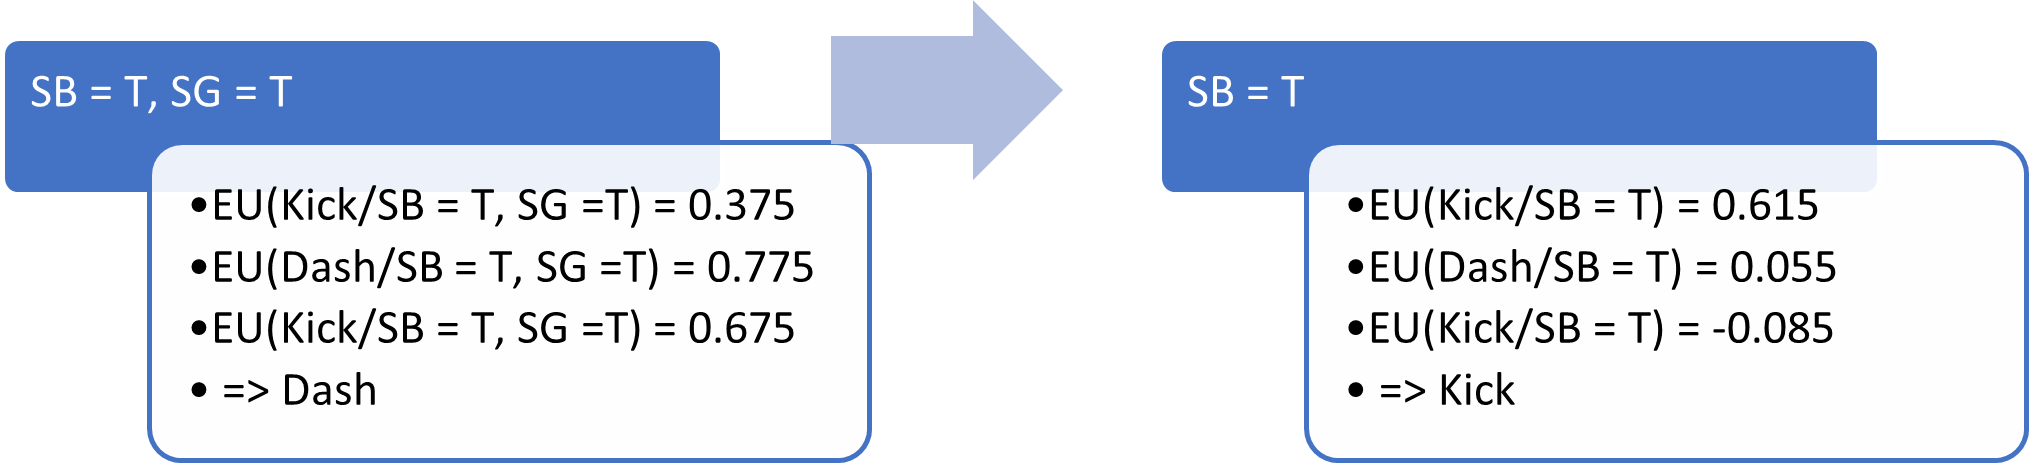 SB = T, SG = T
•EU(Kick/SB = T, SG =T) = 0.375
•EU(Dash/SB = T, SG =T) = 0.775
•EU(Kick/SB = T, SG =T) = 0.675
• => Dash
SB = T
•EU(Kick/SB = T) = 0.615
•EU(Dash/SB = T) = 0.055
•EU(Kick/SB = T) = -0.085
• => Kick